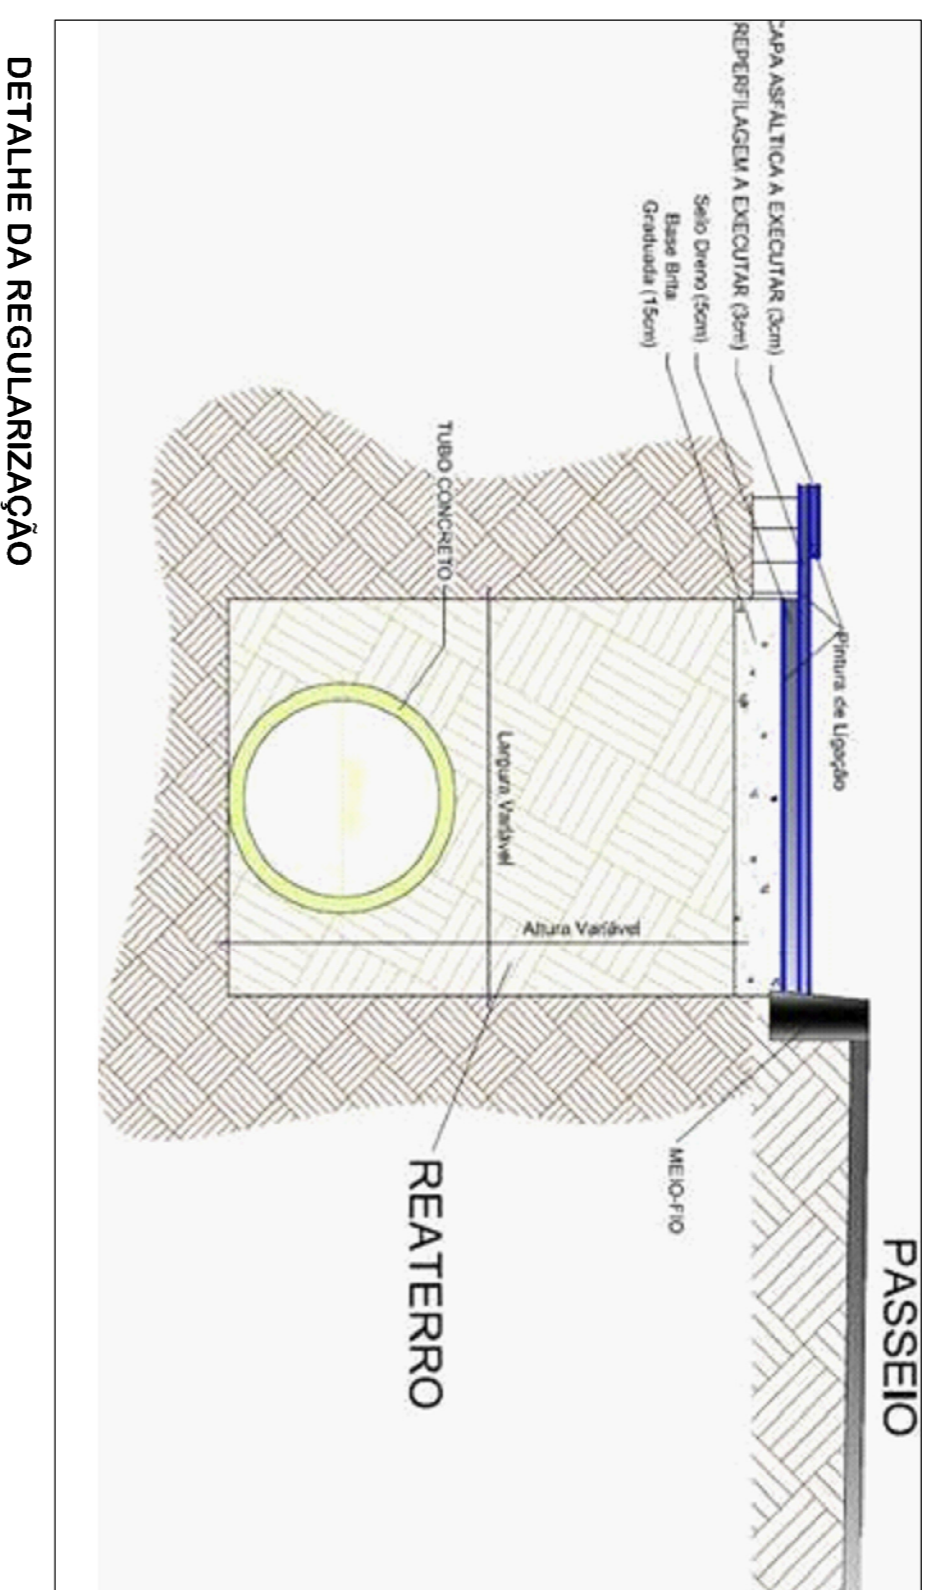 PASSEIO
CAPA ASFÁLTICA A EXECUTAR (3cm)
REPERFILAGEM A EXECUTAR (3cm)
Selo Dreno (5cm)
Base Brita
Graduada (15cm)
Pintura de Ligação
MEIO-FIO
Altura Variável
Largura Variável
TUBO CONCRETO
REATERRO
DETALHE DA REGULARIZAÇÃO